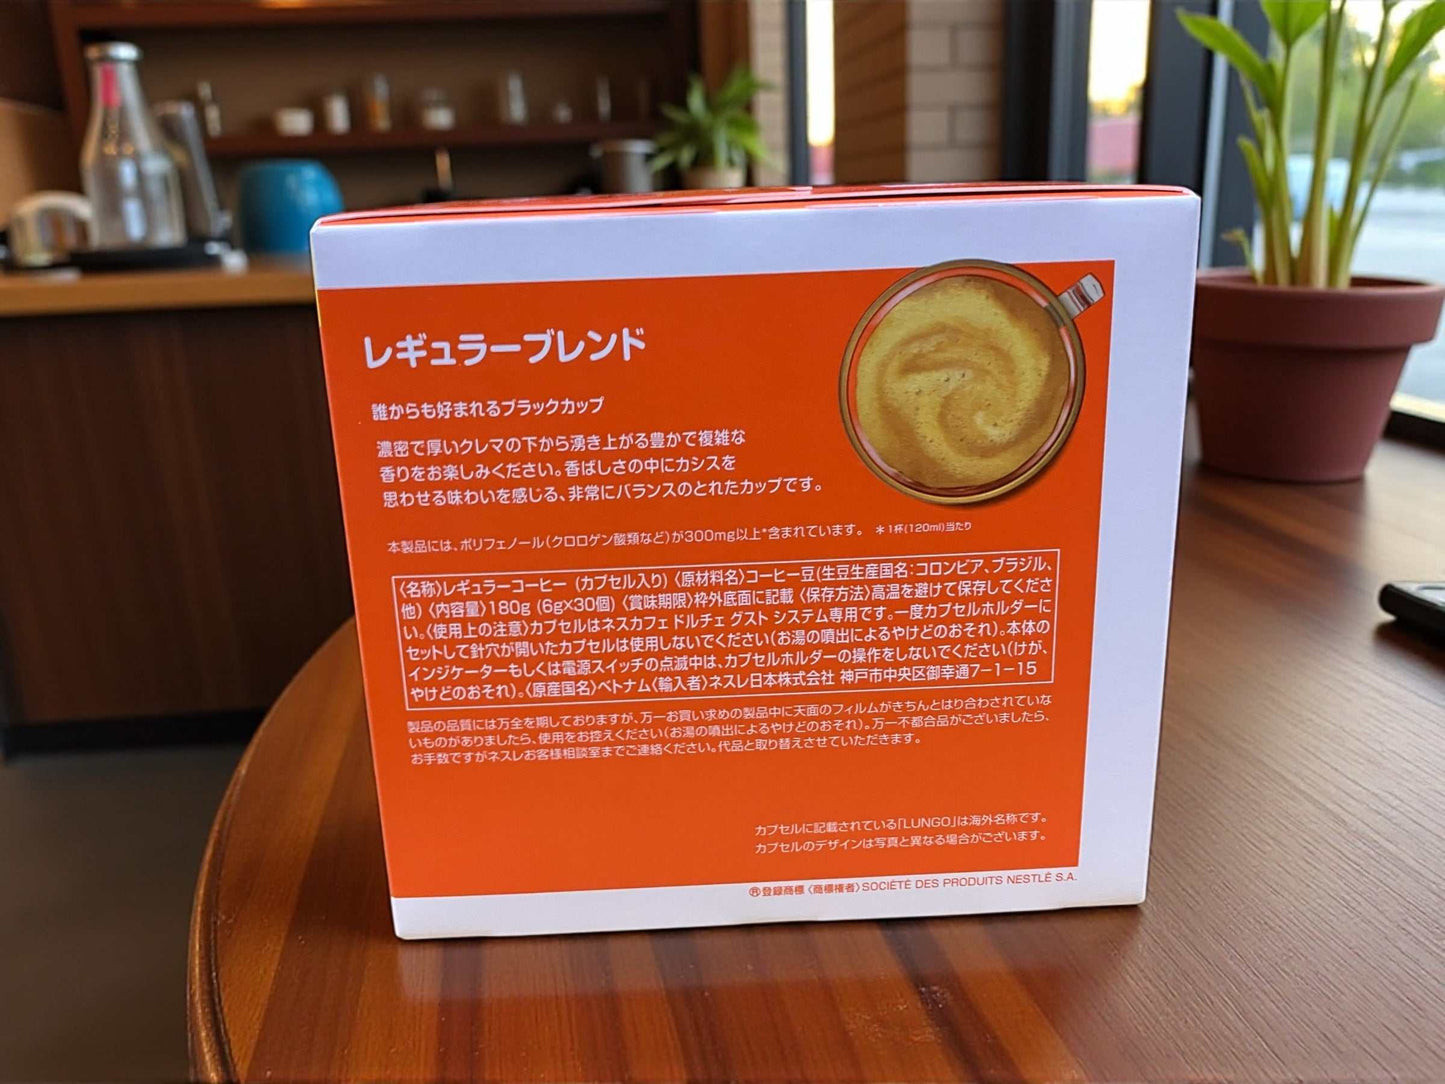 レギュラーブレンド
誰からも好まれるブラックカップ
濃密で厚いクレマの下から湧き上がる豊かで複雑な
香りをお楽しみください。香ばしさの中にカシスを
思わせる味わいを感じる、非常にバランスのとれたカップです。
本製品には、ポリフェノール(クロロゲン酸類など)が300mg以上*含まれています。 *1杯(120ml)当たり
〈名称〉レギュラーコーヒー (カプセル入り) 〈原材料名〉コーヒー豆(生豆生産国名:コロンビア、ブラジル、
他) 〈内容量〉180g (6g×30個) 〈賞味期限〉枠外底面に記載 〈保存方法〉高温を避けて保存してくださ
い。〈使用上の注意〉カプセルはネスカフェ ドルチェ グスト システム専用です。一度カプセルホルダーに
セットして針穴が開いたカプセルは使用しないでください(お湯の噴出によるやけどのおそれ)。本体の
インジケーターもしくは電源スイッチの点滅中は、カプセルホルダーの操作をしないでください(けが、
やけどのおそれ)。〈原産国名〉ベトナム〈輸入者〉ネスレ日本株式会社 神戸市中央区御幸通7-1-15
製品の品質には万全を期しておりますが、万一お買い求めの製品中に天面のフィルムがきちんとはり合わされていな
いものがありましたら、使用をお控えください(お湯の噴出によるやけどのおそれ)。万一不都合品がございましたら、
お手数ですがネスレお客様相談室までご連絡ください。代品と取り替えさせていただきます。
カプセルに記載されている「LUNGO」は海外名称です。
カプセルのデザインは写真と異なる場合がございます。
®登録商標〈商標権者〉SOCIÉTÉ DES PRODUITS NESTLÉ S.A.